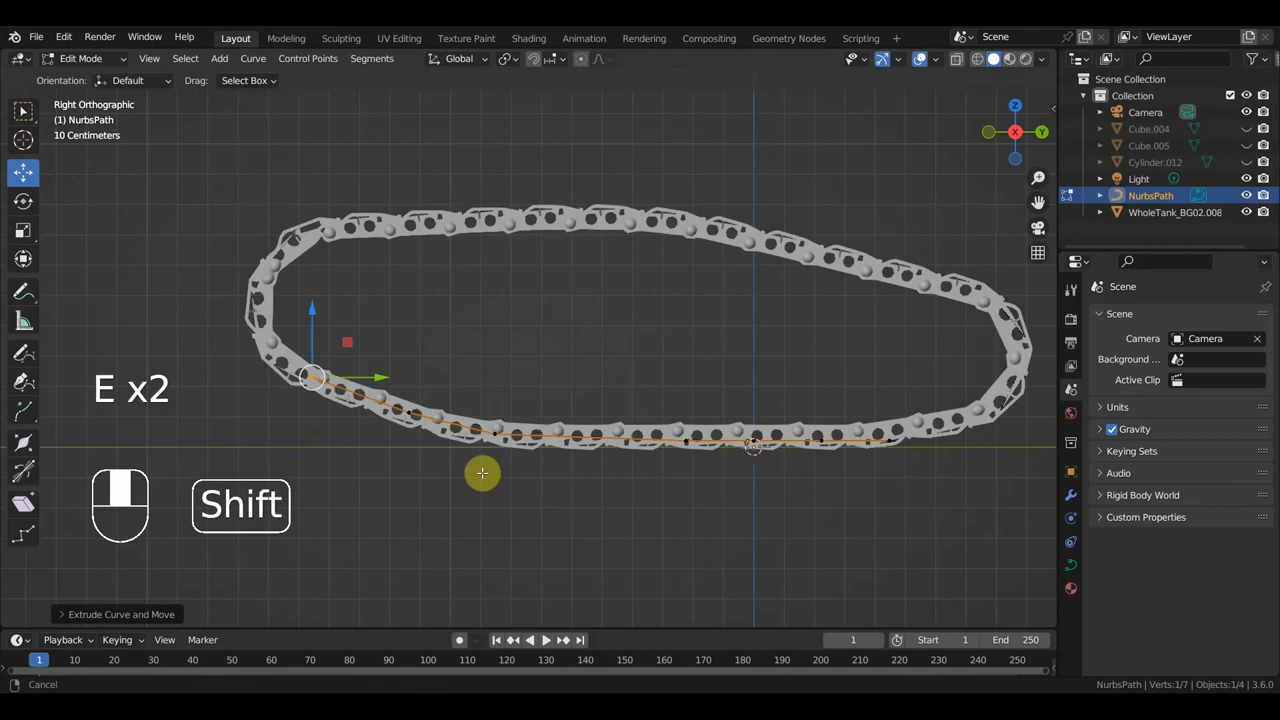 File Edit Render Window Help Layout Modeling Sculpting UV Editing Texture Paint Shading Animation Rendering Compositing Geometry Nodes Scripting + Scene ViewLayer
Edit Mode View Select Add Curve Control Points Segments Global
Orientation: Default Drag: Select Box
Right Orthographic
(1) NurbsPath
10 Centimeters
Z
X
Y
Scene Collection
Collection
Camera
Cube.004
Cube.005
Cylinder.012
Light
NurbsPath
WholeTank_BG02.008
Scene
Scene
Camera Camera
Background ...
Active Clip
Units
Gravity
Keying Sets
Audio
Rigid Body World
Custom Properties
E x2
Shift
Extrude Curve and Move
Playback Keying View Marker 1 Start 1 End 250
1 10 20 30 40 50 60 70 80 90 100 110 120 130 140 150 160 170 180 190 200 210 220 230 240 250
Cancel NurbsPath | Verts:1/7 | Objects:1/4 | 3.6.0